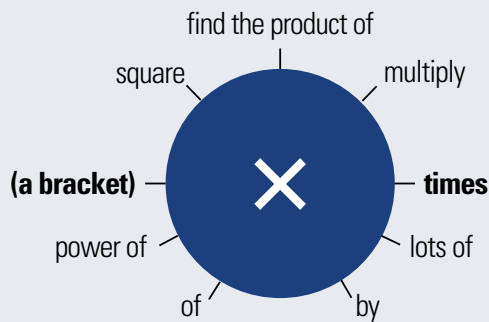 find the product of
square
multiply
(a bracket)
×
times
power of
lots of
of
by